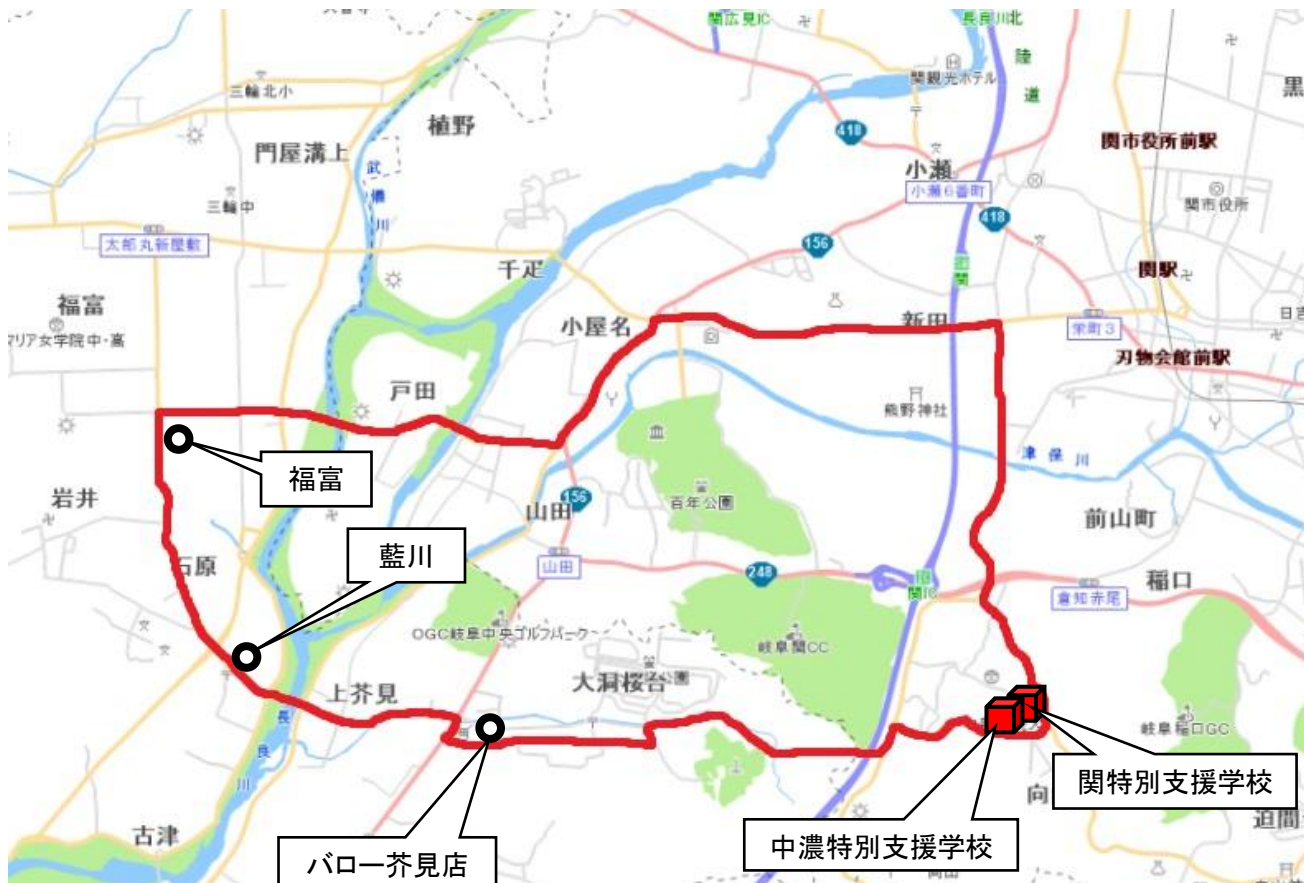 関広見IC
長良川北
三輪北小
関観光ホテル
陸
道
植野
418
門屋溝上
関市役所前駅
小瀬
武
儀
川
小瀬6番町
三輪中
関市役所
418
太郎丸新屋敷
156
千疋
関駅
福富
小屋名
新田
栄町3
マリア女学院中・高
刃物会館前駅
戸田
熊野神社
津保川
福富
岩井
百年公園
山田
156
前山町
藍川
石原
山田
248
関IC
稲口
倉知赤尾
OGC岐阜中央ゴルフパーク
岐阜関CC
上芥見
大洞桜台
公園
岐阜稲口GC
長
良
川
関特別支援学校
向
中濃特別支援学校
迫間
古津
バロー芥見店